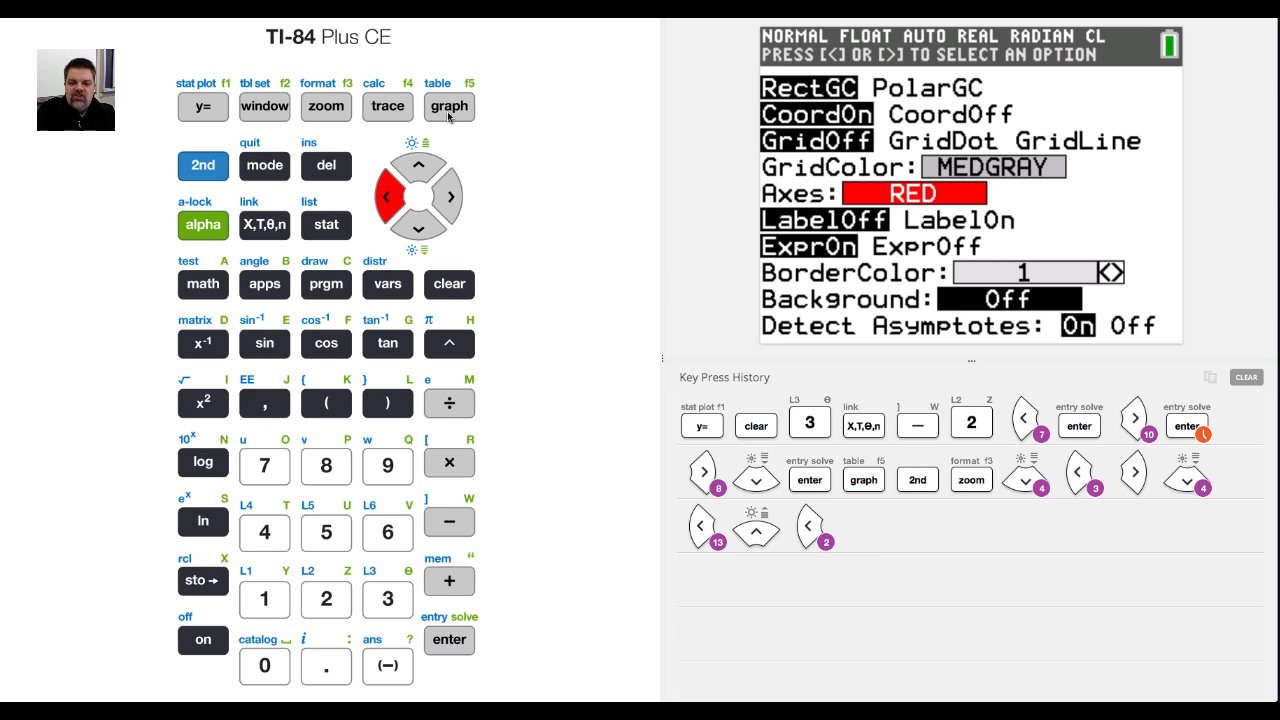 TI-84 Plus CE
stat plot f1 tbl set f2 format f3 calc f4 table f5
y= window zoom trace graph
quit ins
2nd mode del
a-lock link list
alpha X,T,θ,n stat
test A angle B draw C distr
math apps prgm vars clear
matrix D sin⁻¹ E cos⁻¹ F tan⁻¹ G π H
x⁻¹ sin cos tan ^
√ I EE J { K } L e M
x² , ( ) ÷
10ˣ N u O v P w Q [ R
log 7 8 9 ×
eˣ S L4 T L5 U L6 V ] W
ln 4 5 6 −
rcl X L1 Y L2 Z L3 θ mem “
sto→ 1 2 3 +
off catalog ␣ i : ans ? entry solve
on 0 . (−) enter
NORMAL FLOAT AUTO REAL RADIAN CL
PRESS [<] OR [>] TO SELECT AN OPTION
RectGC PolarGC
CoordOn CoordOff
GridOff GridDot GridLine
GridColor: MEDGRAY
Axes: RED
LabelOff LabelOn
ExprOn ExprOff
BorderColor: 1 <>
Background: Off
Detect Asymptotes: On Off
Key Press History CLEAR
stat plot f1 L3 θ link ] W L2 Z entry solve entry solve
y= clear 3 X,T,θ,n — 2 < 7 enter > 10 enter
entry solve table f5 format f3
> 8 enter graph 2nd zoom 4 < 3 > 4
< 13 ^ < 2